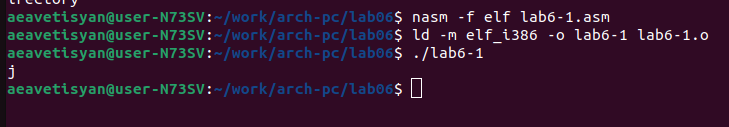 aeavetisyan@user-N73SV:~/work/arch-pc/lab06$ nasm -f elf lab6-1.asm
aeavetisyan@user-N73SV:~/work/arch-pc/lab06$ ld -m elf_i386 -o lab6-1 lab6-1.o
aeavetisyan@user-N73SV:~/work/arch-pc/lab06$ ./lab6-1
j
aeavetisyan@user-N73SV:~/work/arch-pc/lab06$